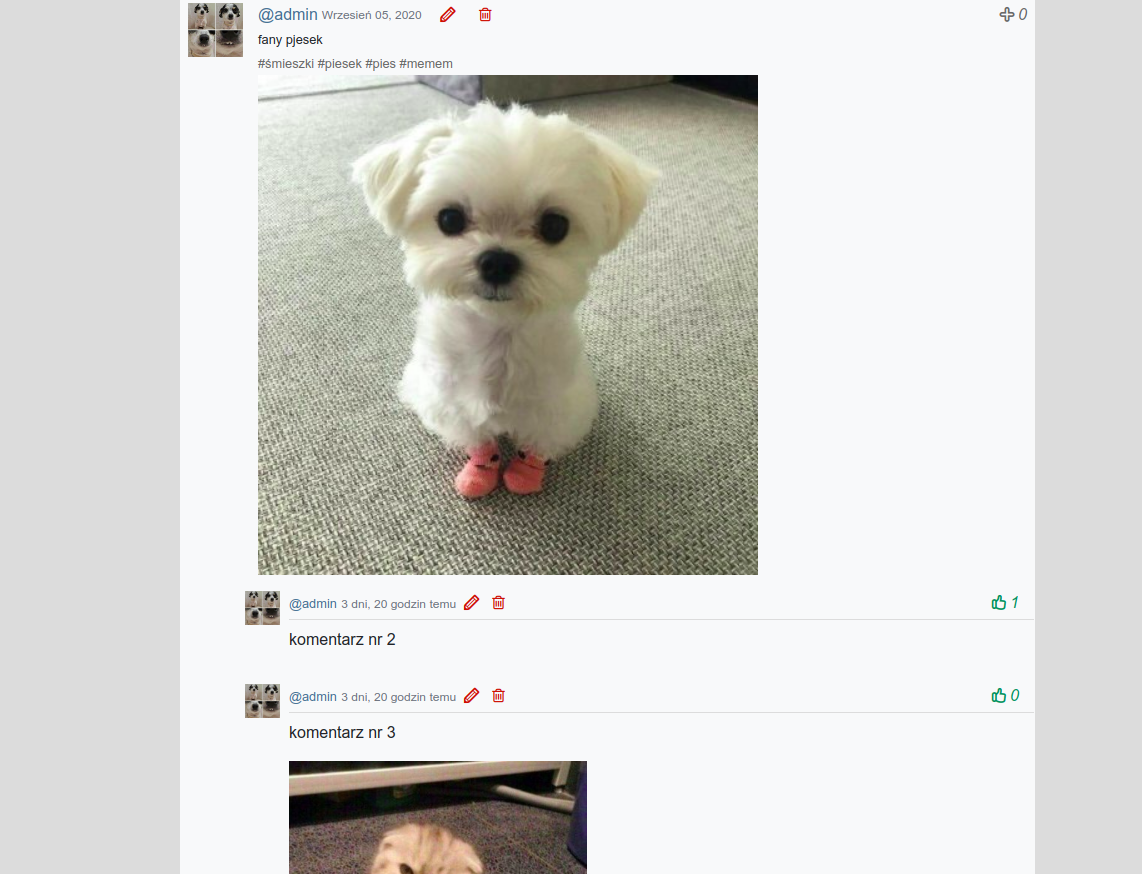 @admin Wrzesień 05, 2020 0
fany pjesek
#śmieszki #piesek #pies #memem
@admin 3 dni, 20 godzin temu 1
komentarz nr 2
@admin 3 dni, 20 godzin temu 0
komentarz nr 3